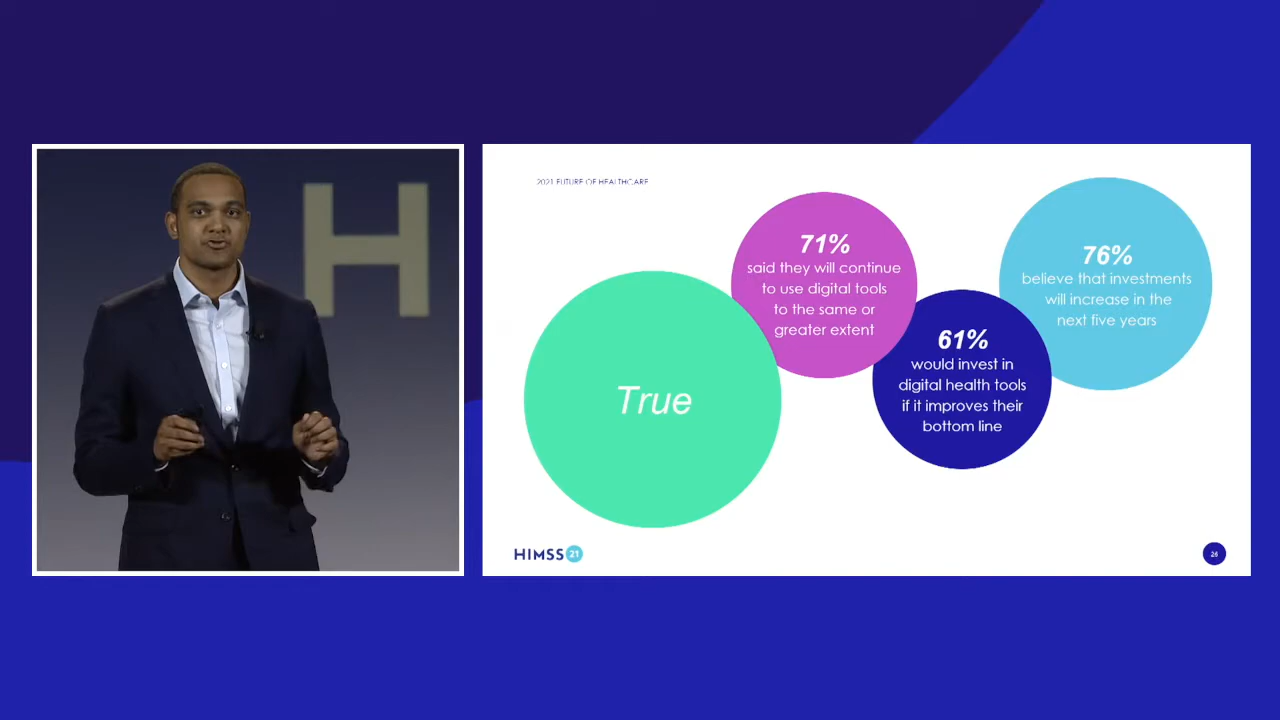 H
2021 FUTURE OF HEALTHCARE
True
71%
said they will continue
to use digital tools
to the same or
greater extent
61%
would invest in
digital health tools
if it improves their
bottom line
76%
believe that investments
will increase in the
next five years
HIMSS 21
26